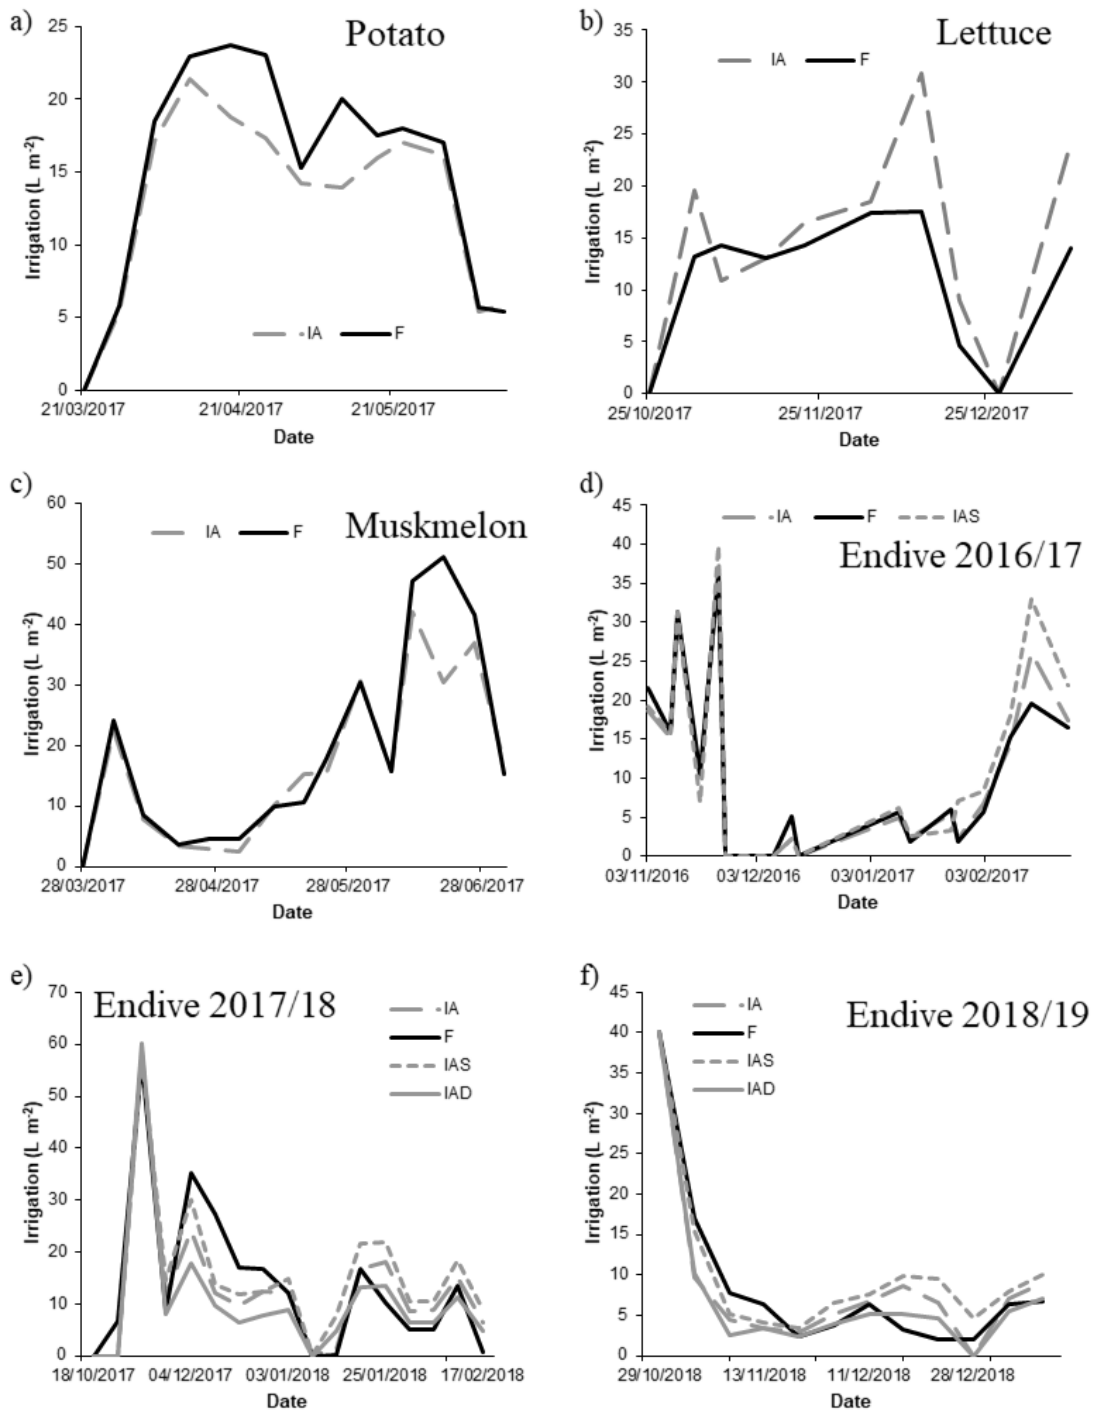 a)
Potato
25
20
15
10
5
0
Irrigation (L m-2)
IA F
21/03/2017 21/04/2017 21/05/2017
Date
b)
Lettuce
35
30
25
20
15
10
5
0
Irrigation (L m-2)
IA F
25/10/2017 25/11/2017 25/12/2017
Date
c)
Muskmelon
60
50
40
30
20
10
0
Irrigation (L m-2)
IA F
28/03/2017 28/04/2017 28/05/2017 28/06/2017
Date
d)
Endive 2016/17
45
40
35
30
25
20
15
10
5
0
Irrigation (L m-2)
IA F IAS
03/11/2016 03/12/2016 03/01/2017 03/02/2017
Date
e)
Endive 2017/18
70
60
50
40
30
20
10
0
Irrigation (L m-2)
IA
F
IAS
IAD
18/10/2017 04/12/2017 03/01/2018 25/01/2018 17/02/2018
Date
f)
Endive 2018/19
45
40
35
30
25
20
15
10
5
0
Irrigation (L m-2)
IA
F
IAS
IAD
29/10/2018 13/11/2018 11/12/2018 28/12/2018
Date